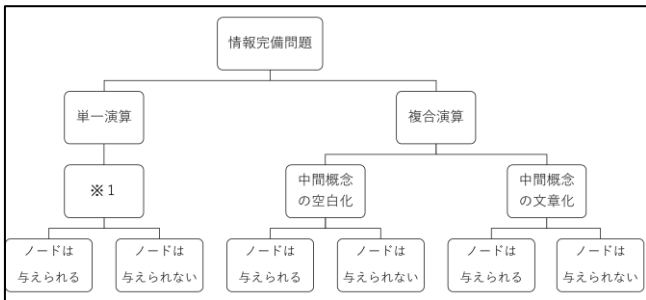 情報完備問題
単一演算
複合演算
※1
中間概念
の空白化
中間概念
の文章化
ノードは
与えられる
ノードは
与えられない
ノードは
与えられる
ノードは
与えられない
ノードは
与えられる
ノードは
与えられない